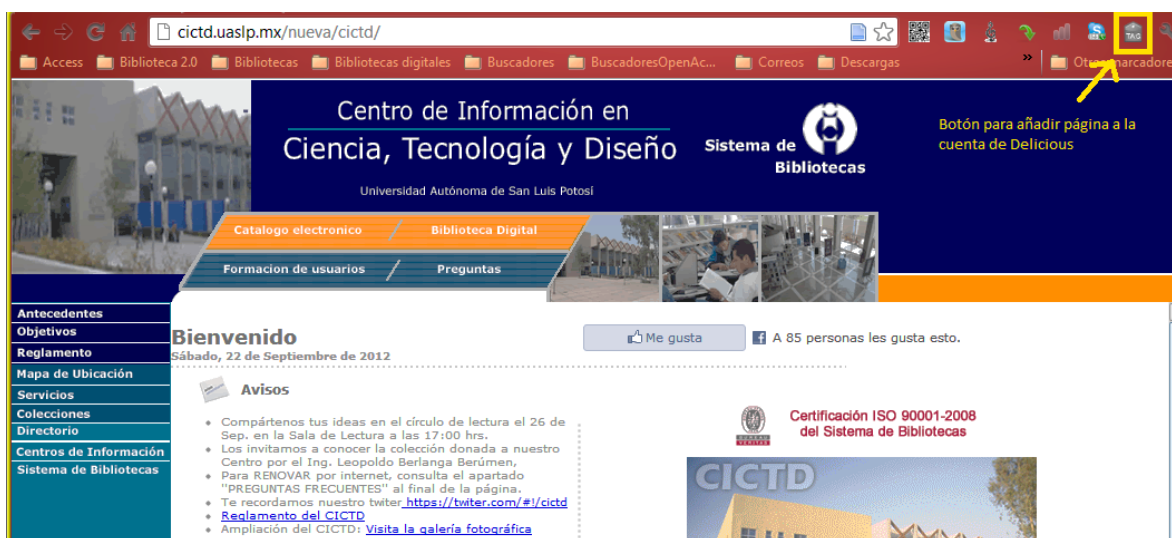 cictd.uaslp.mx/nueva/cictd/
TAG
Access Biblioteca 2.0 Bibliotecas Bibliotecas digitales Buscadores BuscadoresOpenAc... Correos Descargas » Otros marcadore
Botón para añadir página a la
cuenta de Delicious
Centro de Información en
Ciencia, Tecnología y Diseño
Universidad Autónoma de San Luis Potosí
Sistema de
Bibliotecas
Catalogo electronico / Biblioteca Digital
Formacion de usuarios / Preguntas
Antecedentes
Objetivos
Reglamento
Mapa de Ubicación
Servicios
Colecciones
Directorio
Centros de Información
Sistema de Bibliotecas
Bienvenido
Sábado, 22 de Septiembre de 2012
Me gusta
A 85 personas les gusta esto.
Avisos
Compártenos tus ideas en el círculo de lectura el 26 de
Sep. en la Sala de Lectura a las 17:00 hrs.
Los invitamos a conocer la colección donada a nuestro
Centro por el Ing. Leopoldo Berlanga Berúmen,
Para RENOVAR por internet, consulta el apartado
"PREGUNTAS FRECUENTES" al final de la página.
Te recordamos nuestro twiter https://twiter.com/#!/cictd
Reglamento del CICTD
Ampliación del CICTD: Visita la galería fotográfica
Certificación ISO 90001-2008
del Sistema de Bibliotecas
CICTD